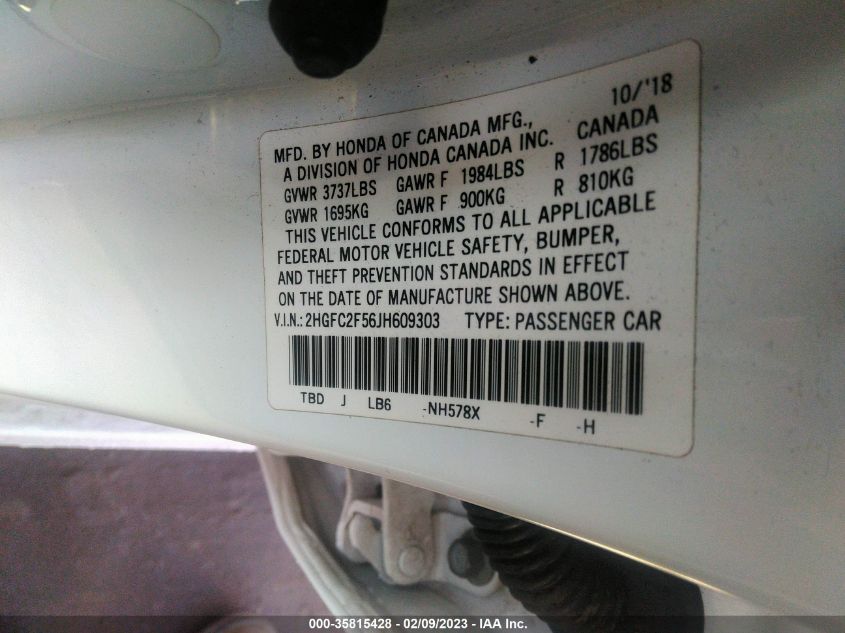 10/'18
MFD. BY HONDA OF CANADA MFG.,
A DIVISION OF HONDA CANADA INC. CANADA
GVWR 3737LBS GAWR F 1984LBS R 1786LBS
GVWR 1695KG GAWR F 900KG R 810KG
THIS VEHICLE CONFORMS TO ALL APPLICABLE
FEDERAL MOTOR VEHICLE SAFETY, BUMPER,
AND THEFT PREVENTION STANDARDS IN EFFECT
ON THE DATE OF MANUFACTURE SHOWN ABOVE.
V.I.N.: 2HGFC2F56JH609303 TYPE: PASSENGER CAR
TBD J LB6 -NH578X -F -H
000-35815428 - 02/09/2023 - IAA Inc.